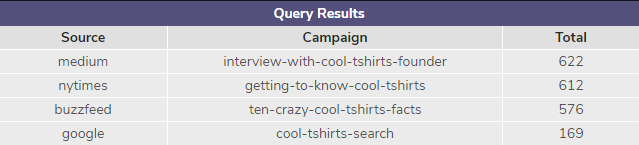 Query Results
Source Campaign Total
medium interview-with-cool-tshirts-founder 622
nytimes getting-to-know-cool-tshirts 612
buzzfeed ten-crazy-cool-tshirts-facts 576
google cool-tshirts-search 169